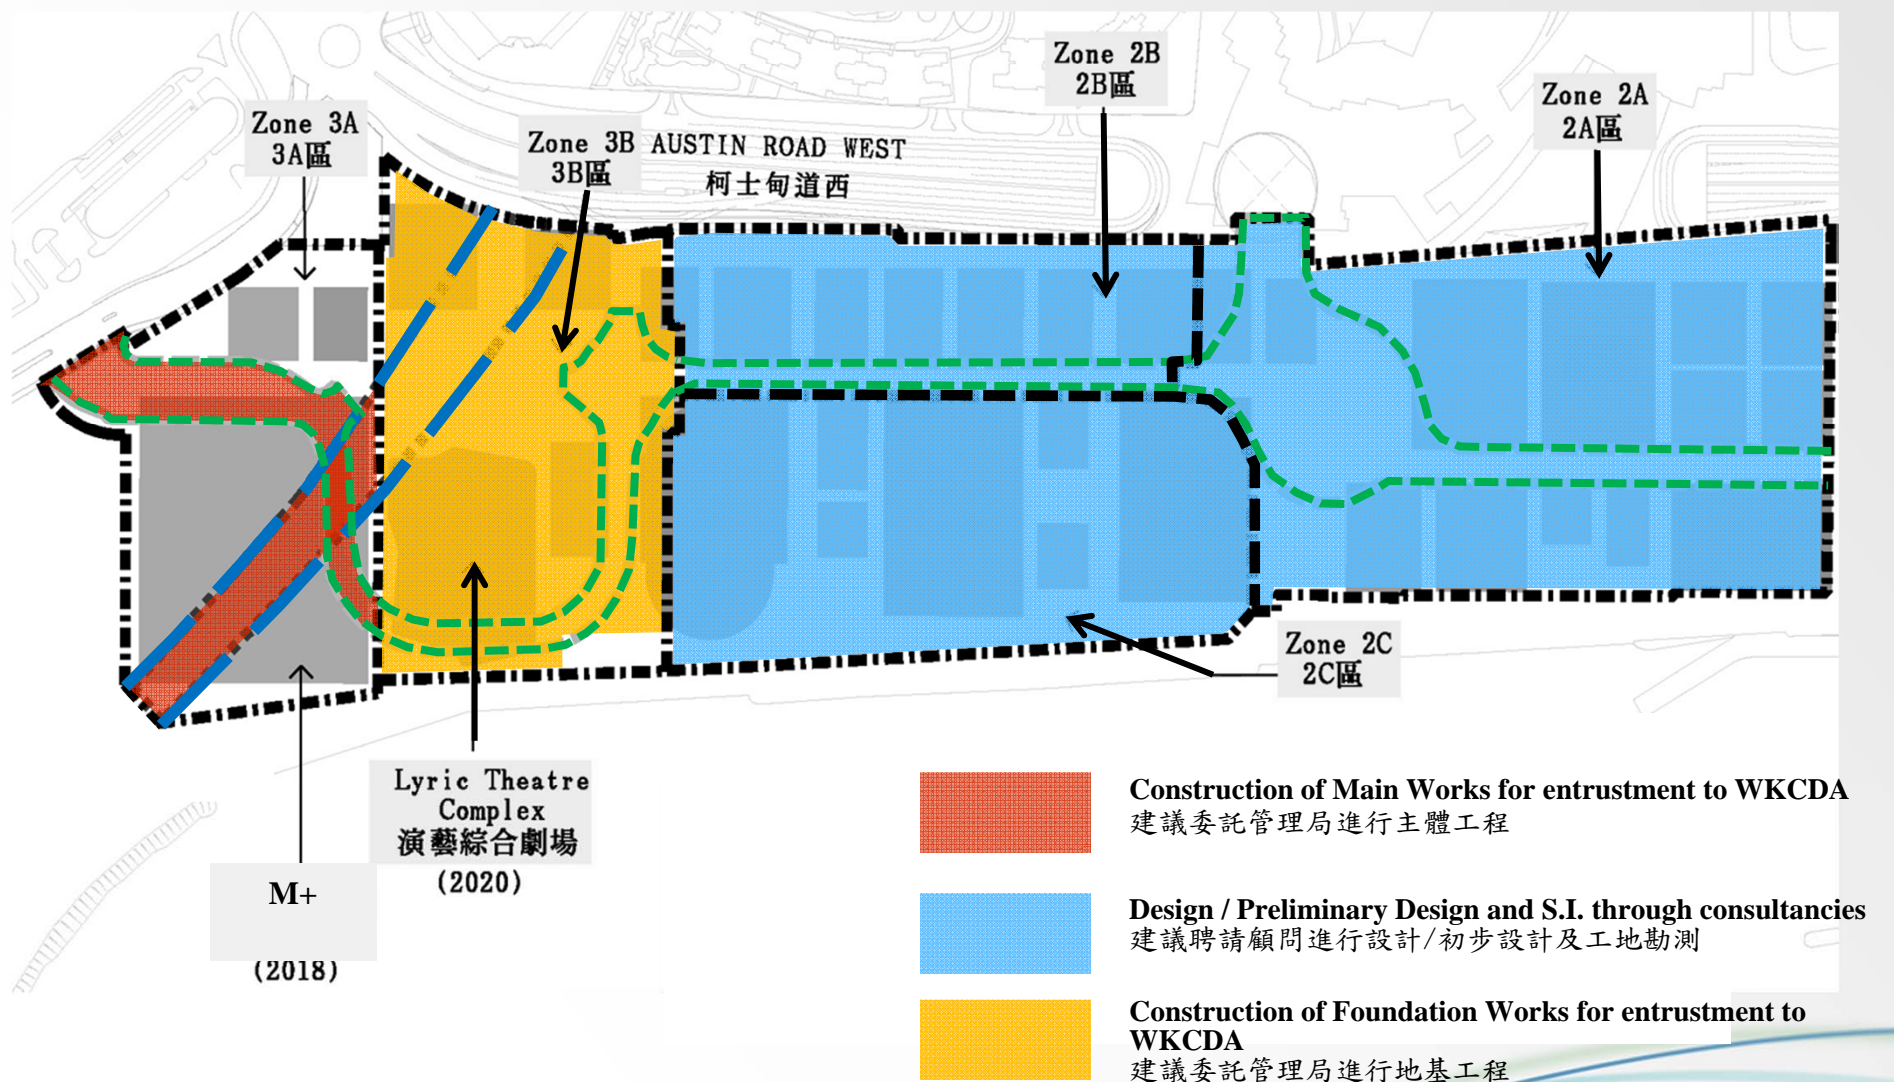 Zone 2B
2B區
Zone 2A
2A區
Zone 3A
3A區
Zone 3B
3B區
AUSTIN ROAD WEST
柯士甸道西
Zone 2C
2C區
Lyric Theatre
Complex
演藝綜合劇場
(2020)
M+
(2018)
Construction of Main Works for entrustment to WKCDA
建議委託管理局進行主體工程
Design / Preliminary Design and S.I. through consultancies
建議聘請顧問進行設計/初步設計及工地勘測
Construction of Foundation Works for entrustment to
WKCDA
建議委託管理局進行地基工程